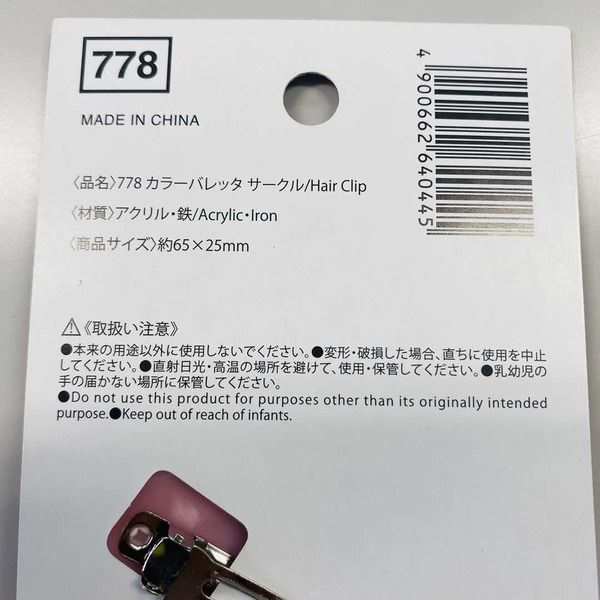 778
MADE IN CHINA
4 900662 640445
〈品名〉778 カラーバレッタ サークル/Hair Clip
〈材質〉アクリル・鉄/Acrylic・Iron
〈商品サイズ〉約65×25mm
⚠《取扱い注意》
●本来の用途以外に使用しないでください。●変形・破損した場合、直ちに使用を中止
してください。●直射日光・高温の場所を避けて、使用・保管してください。●乳幼児の
手の届かない場所に保管してください。
●Do not use this product for purposes other than its originally intended
purpose.●Keep out of reach of infants.